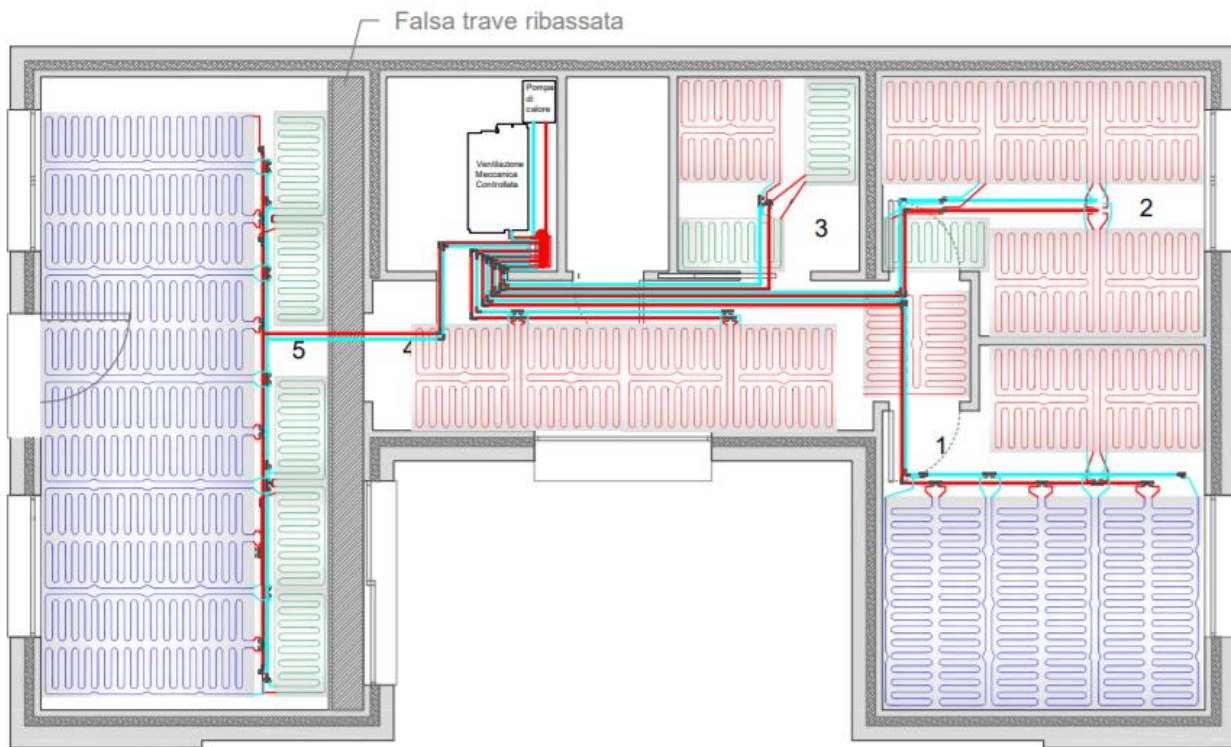 Falsa trave ribassata
Pompa
di
calore
Ventilazione
Meccanica
Controllata
2
3
5
4
1